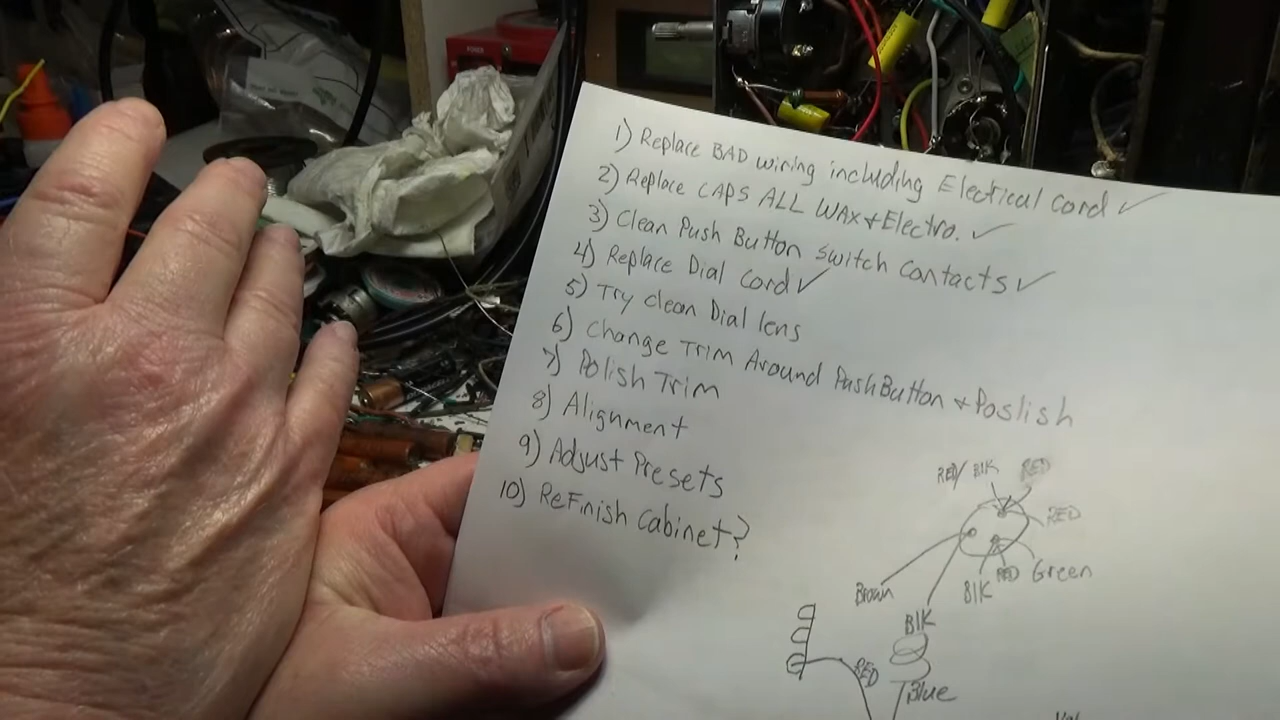 1) Replace BAD wiring including Electrical cord ✓
2) Replace CAPS ALL WAX + Electro. ✓
3) Clean Push Button switch contacts ✓
4) Replace Dial Cord ✓
5) Try clean Dial lens
6) Change Trim Around PushButton + Poslish
7) Polish Trim
8) Alignment
9) Adjust Presets
10) ReFinish Cabinet?
RED/ BlK RED
RED
Brown BlK RED Green
BlK
RED
Blue